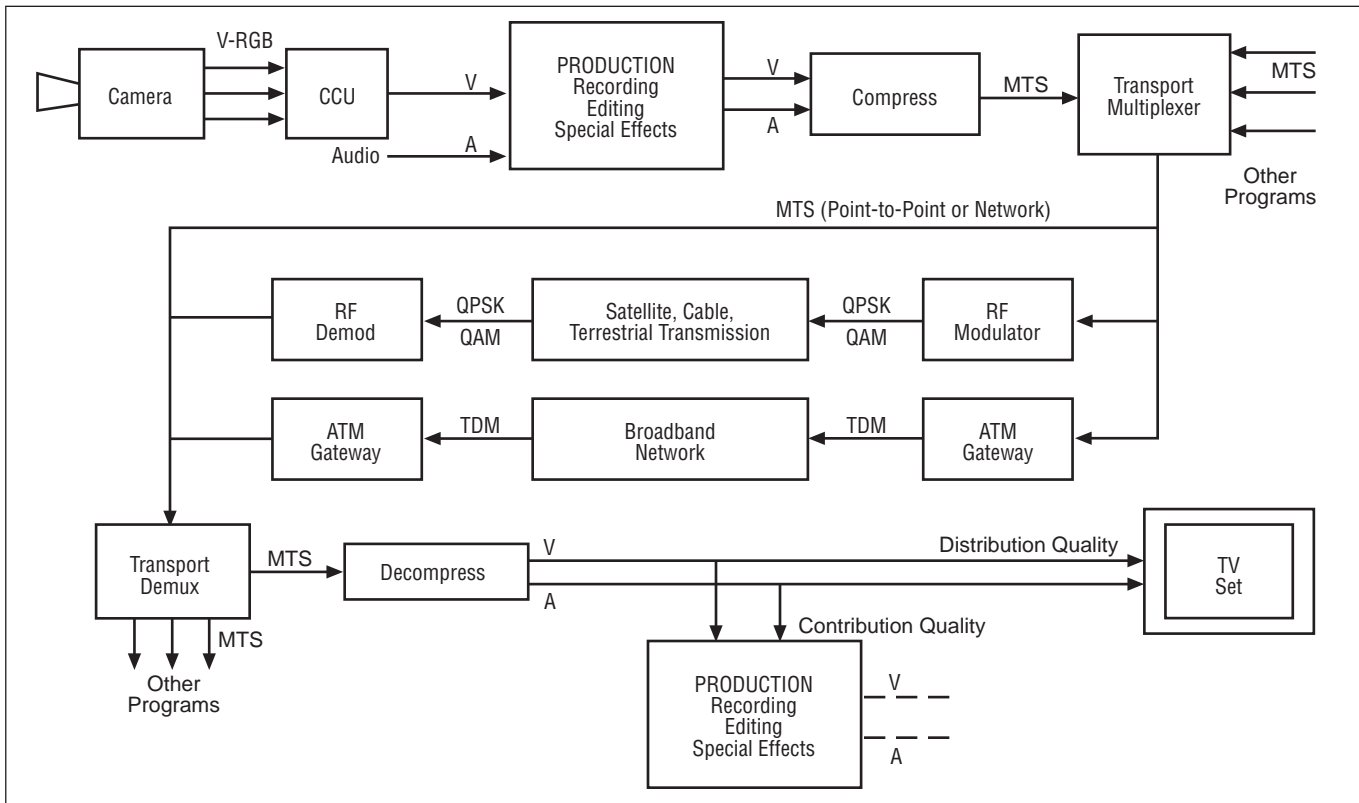 V-RGB
Camera
CCU
V
Audio
A
PRODUCTION
Recording
Editing
Special Effects
V
A
Compress
MTS
Transport
Multiplexer
MTS
Other
Programs
MTS (Point-to-Point or Network)
RF
Demod
QPSK
QAM
Satellite, Cable,
Terrestrial Transmission
QPSK
QAM
RF
Modulator
ATM
Gateway
TDM
Broadband
Network
TDM
ATM
Gateway
Transport
Demux
MTS
Decompress
V
A
Distribution Quality
TV
Set
MTS
Other
Programs
Contribution Quality
PRODUCTION
Recording
Editing
Special Effects
V
A